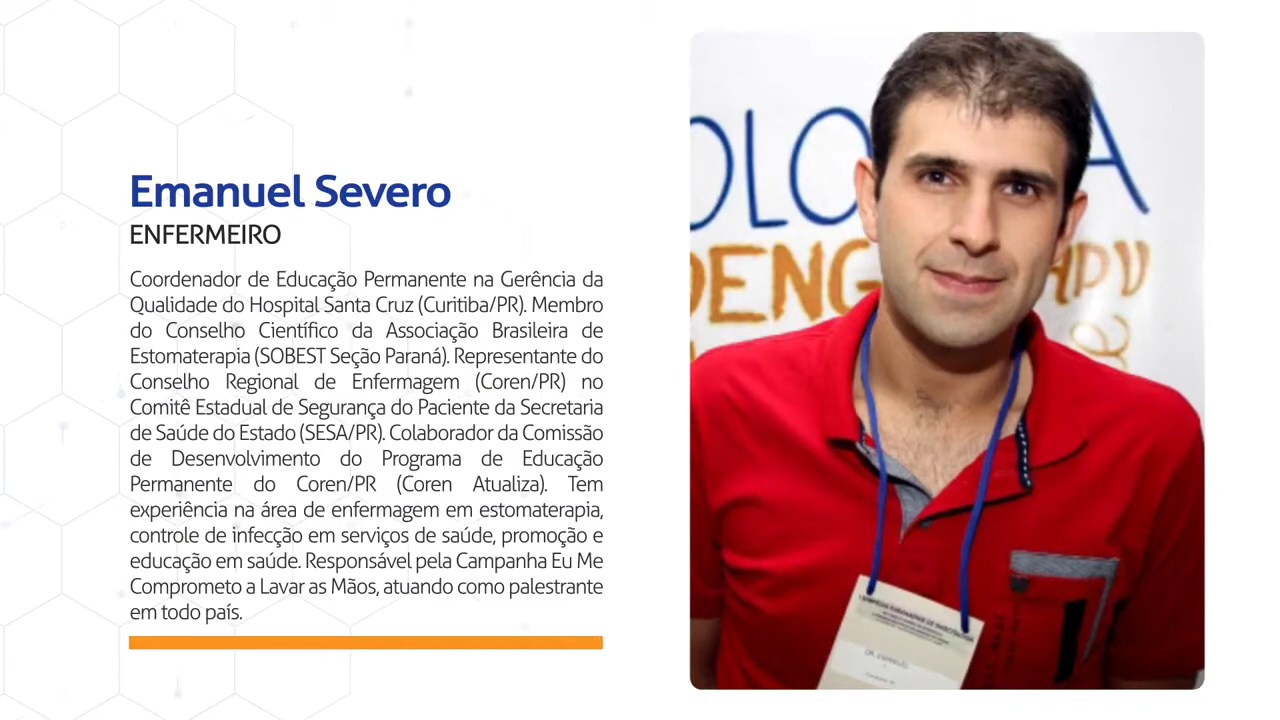 Emanuel Severo
ENFERMEIRO
Coordenador de Educação Permanente na Gerência da
Qualidade do Hospital Santa Cruz (Curitiba/PR). Membro
do Conselho Científico da Associação Brasileira de
Estomaterapia (SOBEST Seção Paraná). Representante do
Conselho Regional de Enfermagem (Coren/PR) no
Comitê Estadual de Segurança do Paciente da Secretaria
de Saúde do Estado (SESA/PR). Colaborador da Comissão
de Desenvolvimento do Programa de Educação
Permanente do Coren/PR (Coren Atualiza). Tem
experiência na área de enfermagem em estomaterapia,
controle de infecção em serviços de saúde, promoção e
educação em saúde. Responsável pela Campanha Eu Me
Comprometo a Lavar as Mãos, atuando como palestrante
em todo país.
OLO A
DENG